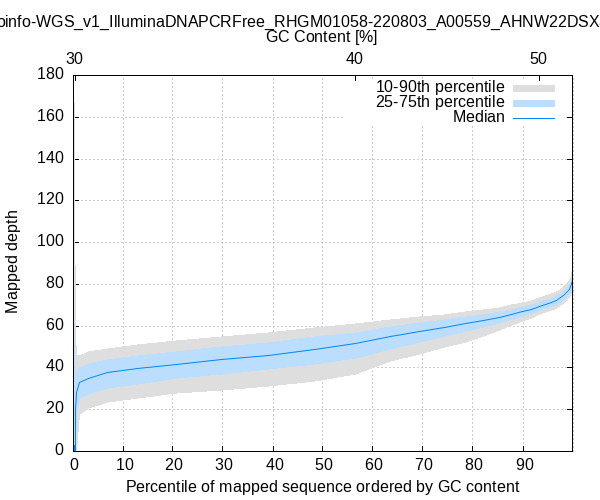 oinfo-WGS_v1_IlluminaDNAPCRFree_RHGM01058-220803_A00559_AHNW22DSX
GC Content [%]
30 40 50
180
160
140
120
100
80
60
40
20
0
Mapped depth
10-90th percentile
25-75th percentile
Median
0 10 20 30 40 50 60 70 80 90
Percentile of mapped sequence ordered by GC content